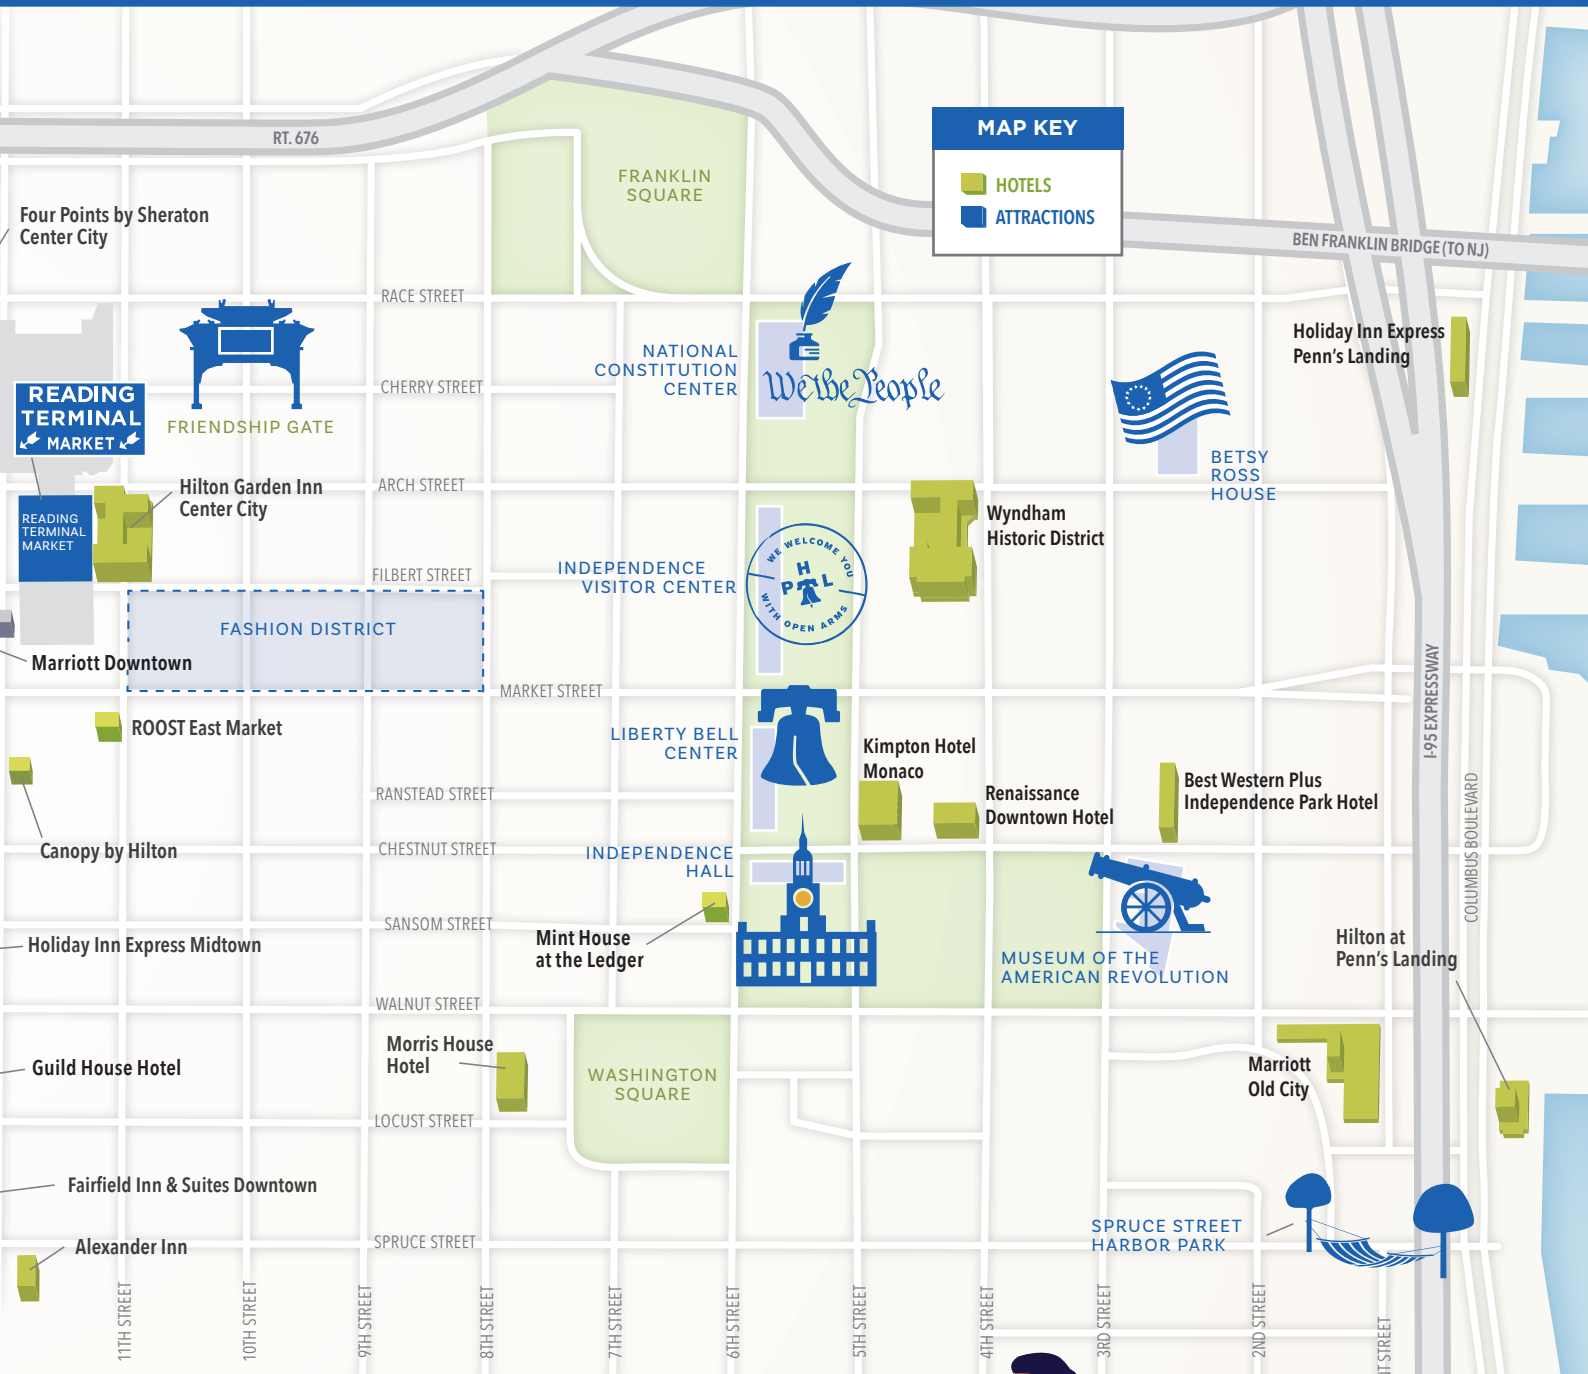 RT. 676
FRANKLIN
SQUARE
MAP KEY
HOTELS
ATTRACTIONS
BEN FRANKLIN BRIDGE (TO NJ)
Four Points by Sheraton
Center City
RACE STREET
Holiday Inn Express
Penn's Landing
NATIONAL
CONSTITUTION
CENTER
We the People
CHERRY STREET
READING
TERMINAL
MARKET
FRIENDSHIP GATE
BETSY
ROSS
HOUSE
ARCH STREET
Hilton Garden Inn
Center City
READING
TERMINAL
MARKET
Wyndham
Historic District
WE WELCOME YOU
PHL
WITH OPEN ARMS
INDEPENDENCE
VISITOR CENTER
FILBERT STREET
FASHION DISTRICT
Marriott Downtown
MARKET STREET
I-95 EXPRESSWAY
ROOST East Market
LIBERTY BELL
CENTER
Kimpton Hotel
Monaco
Renaissance
Downtown Hotel
Best Western Plus
Independence Park Hotel
RANSTEAD STREET
COLUMBUS BOULEVARD
Canopy by Hilton
CHESTNUT STREET
INDEPENDENCE
HALL
SANSOM STREET
Mint House
at the Ledger
Holiday Inn Express Midtown
MUSEUM OF THE
AMERICAN REVOLUTION
Hilton at
Penn's Landing
WALNUT STREET
Morris House
Hotel
Guild House Hotel
WASHINGTON
SQUARE
Marriott
Old City
LOCUST STREET
Fairfield Inn & Suites Downtown
SPRUCE STREET
HARBOR PARK
Alexander Inn
SPRUCE STREET
11TH STREET
10TH STREET
9TH STREET
8TH STREET
7TH STREET
6TH STREET
5TH STREET
4TH STREET
3RD STREET
2ND STREET
STREET